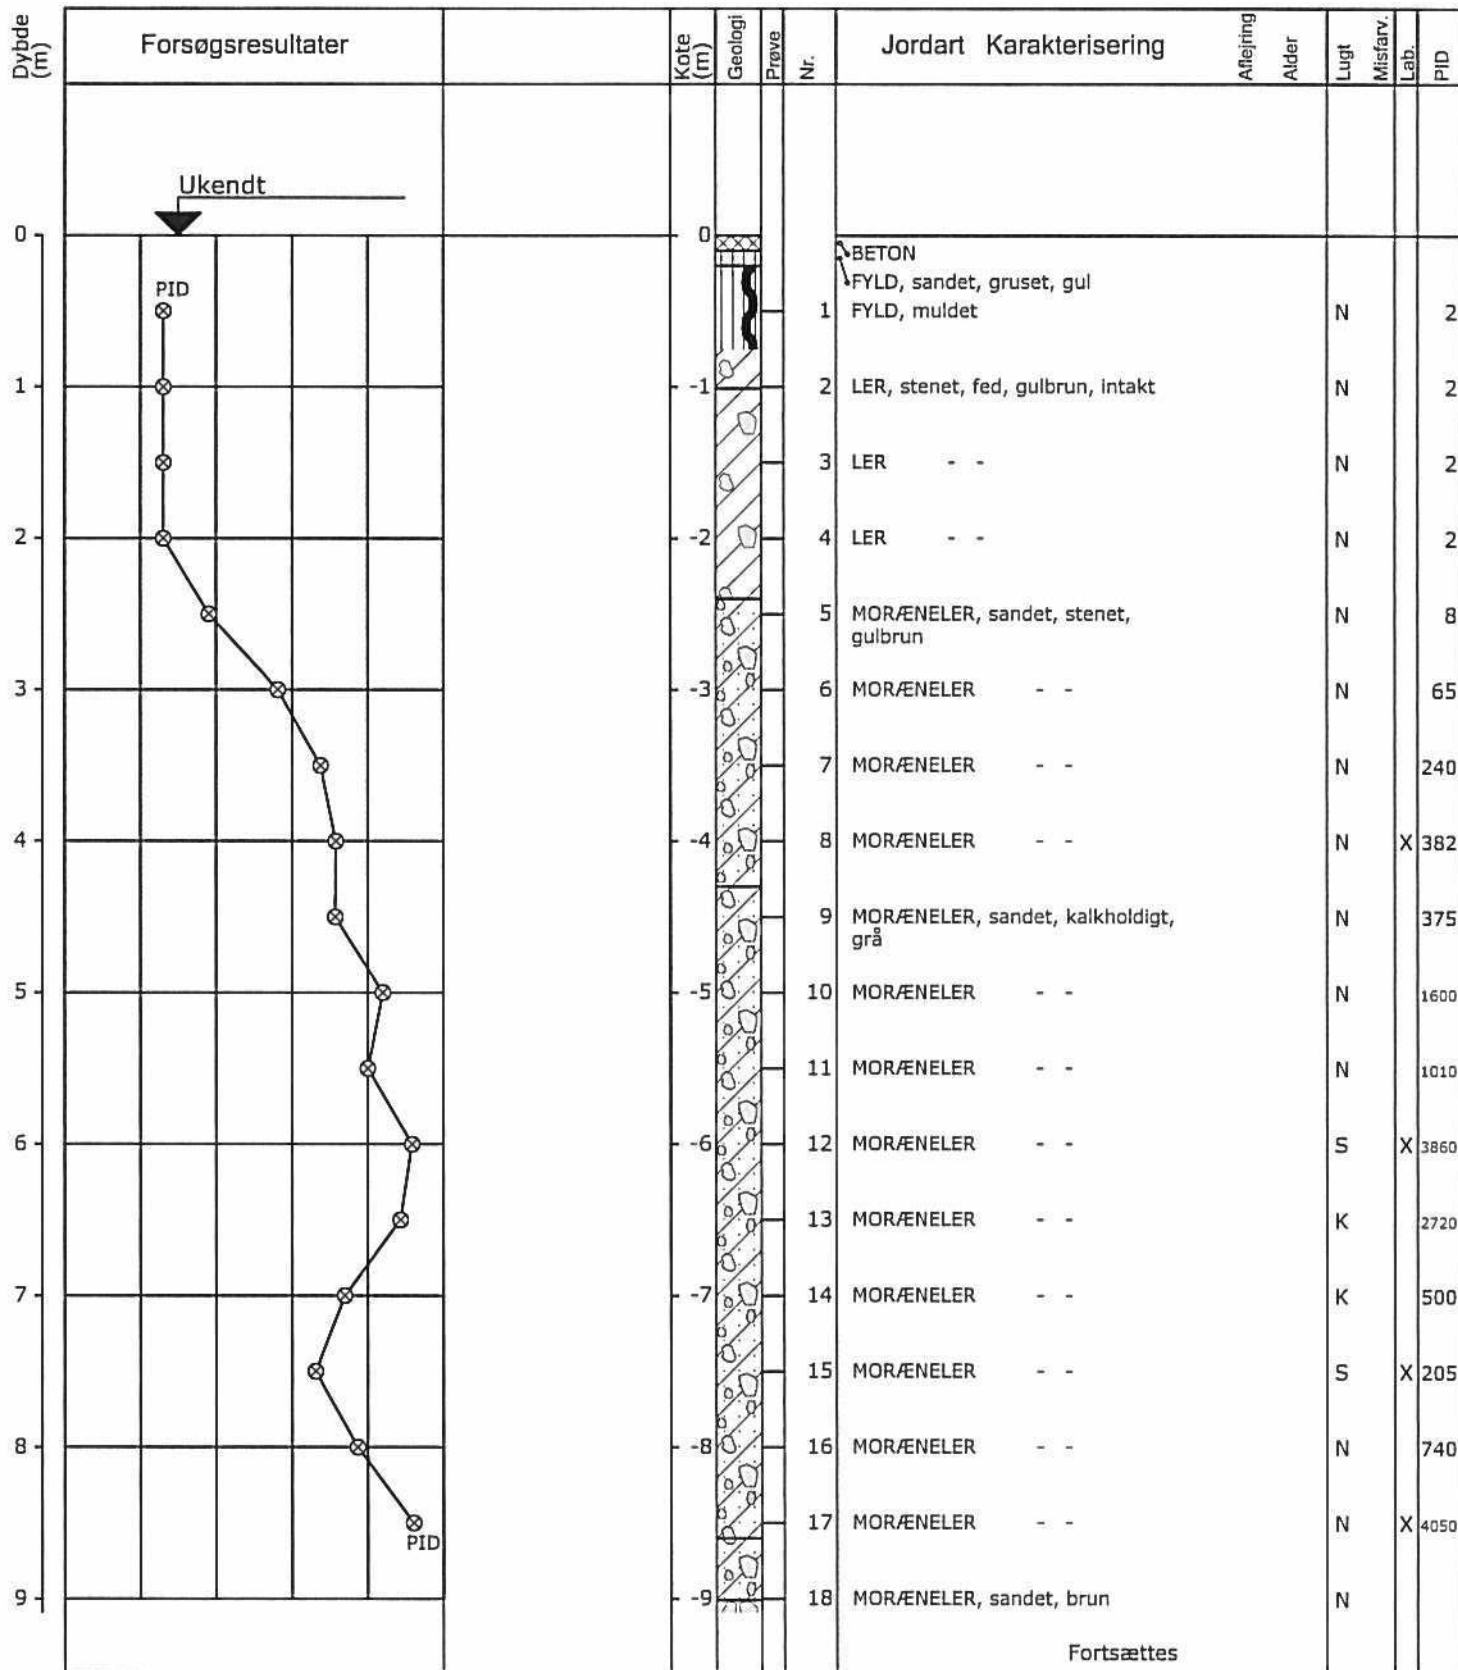 Dybde (m) Forsøgsresultater Kote (m) Geologi Prøve Nr. Jordart Karakterisering Aflejring Alder Lugt Misfarv. Lab. PID
Ukendt
0 0
BETON
FYLD, sandet, gruset, gul
PID
1 FYLD, muldet N 2
1 -1 2 LER, stenet, fed, gulbrun, intakt N 2
3 LER - - N 2
2 -2 4 LER - - N 2
5 MORÆNELER, sandet, stenet, N 8
gulbrun
3 -3 6 MORÆNELER - - N 65
7 MORÆNELER - - N 240
4 -4 8 MORÆNELER - - N X 382
9 MORÆNELER, sandet, kalkholdigt, N 375
grå
5 -5 10 MORÆNELER - - N 1600
11 MORÆNELER - - N 1010
6 -6 12 MORÆNELER - - S X 3860
13 MORÆNELER - - K 2720
7 -7 14 MORÆNELER - - K 500
15 MORÆNELER - - S X 205
8 -8 16 MORÆNELER - - N 740
17 MORÆNELER - - N X 4050
PID
9 -9 18 MORÆNELER, sandet, brun N
Fortsættes